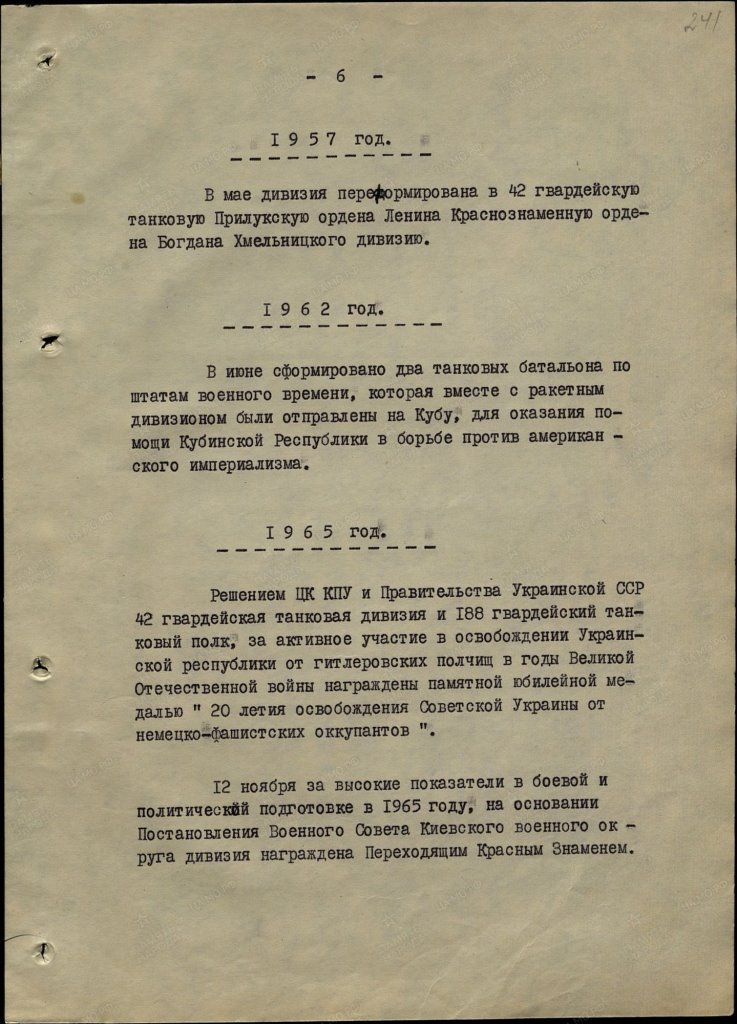 241
- 6 -
1957 год.
В мае дивизия переформирована в 42 гвардейскую
танковую Прилукскую ордена Ленина Краснознаменную орде-
на Богдана Хмельницкого дивизию.
1962 год.
В июне сформировано два танковых батальона по
штатам военного времени, которая вместе с ракетным
дивизионом были отправлены на Кубу, для оказания по-
мощи Кубинской Республики в борьбе против американ -
ского империализма.
1965 год.
Решением ЦК КПУ и Правительства Украинской ССР
42 гвардейская танковая дивизия и 188 гвардейский тан-
ковый полк, за активное участие в освобождении Украин-
ской республики от гитлеровских полчищ в годы Великой
Отечественной войны награждены памятной юбилейной ме-
далью " 20 летия освобождения Советской Украины от
немецко-фашистских оккупантов ".
12 ноября за высокие показатели в боевой и
политической подготовке в 1965 году, на основании
Постановления Военного Совета Киевского военного ок -
руга дивизия награждена Переходящим Красным Знаменем.